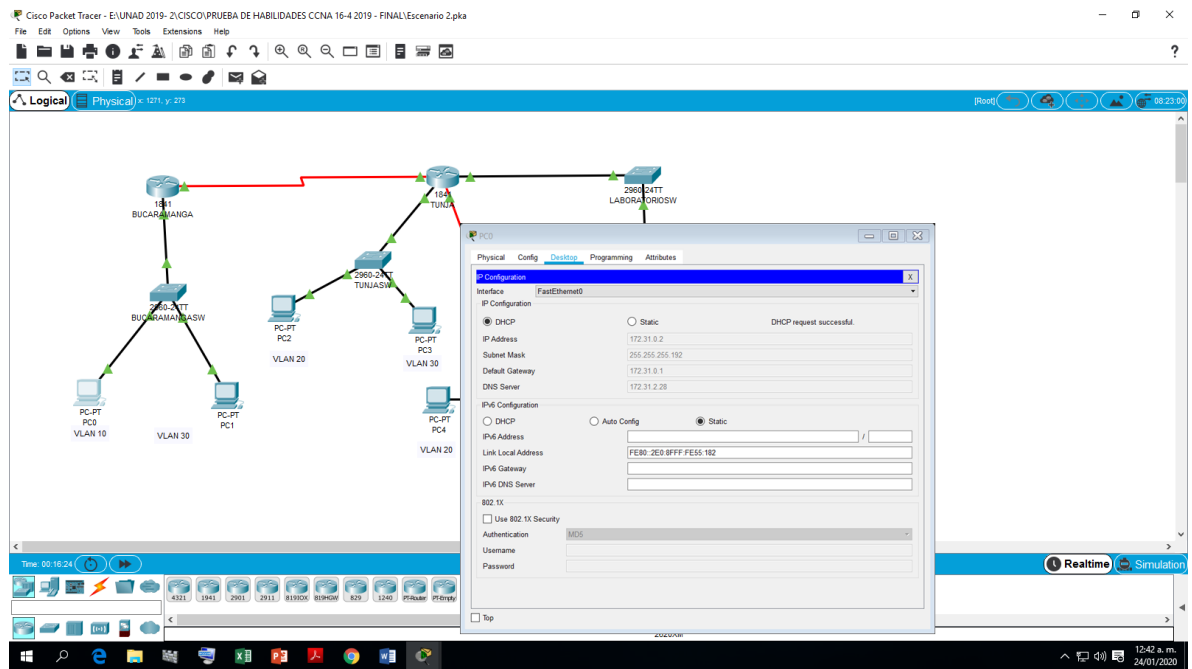 Cisco Packet Tracer - E:\UNAD 2019- 2\CISCO\PRUEBA DE HABILIDADES CCNA 16-4 2019 - FINAL\Escenario 2.pka
File Edit Options View Tools Extensions Help
?
Logical Physical x: 1271, y: 273 [Root] 08:23:00
1841
BUCARAMANGA
1841
TUNJA
2960-24TT
LABORATORIOSW
2960-24TT
TUNJASW
2960-24TT
BUCARAMANGASW
PC-PT
PC2
VLAN 20
PC-PT
PC3
VLAN 30
PC-PT
PC0
VLAN 10
PC-PT
PC1
VLAN 30
PC-PT
PC4
VLAN 20
PC0
Physical Config Desktop Programming Attributes
IP Configuration X
Interface FastEthernet0
IP Configuration
DHCP Static DHCP request successful.
IP Address 172.31.0.2
Subnet Mask 255.255.255.192
Default Gateway 172.31.0.1
DNS Server 172.31.2.28
IPv6 Configuration
DHCP Auto Config Static
IPv6 Address /
Link Local Address FE80::2E0:8FFF:FE55:182
IPv6 Gateway
IPv6 DNS Server
802.1X
Use 802.1X Security
Authentication MD5
Username
Password
Top
Time: 00:16:24 Realtime Simulation
4321 1941 2901 2911 819IOX 819HGW 829 1240 PT-Router PT-Empty
12:42 a. m.
24/01/2020